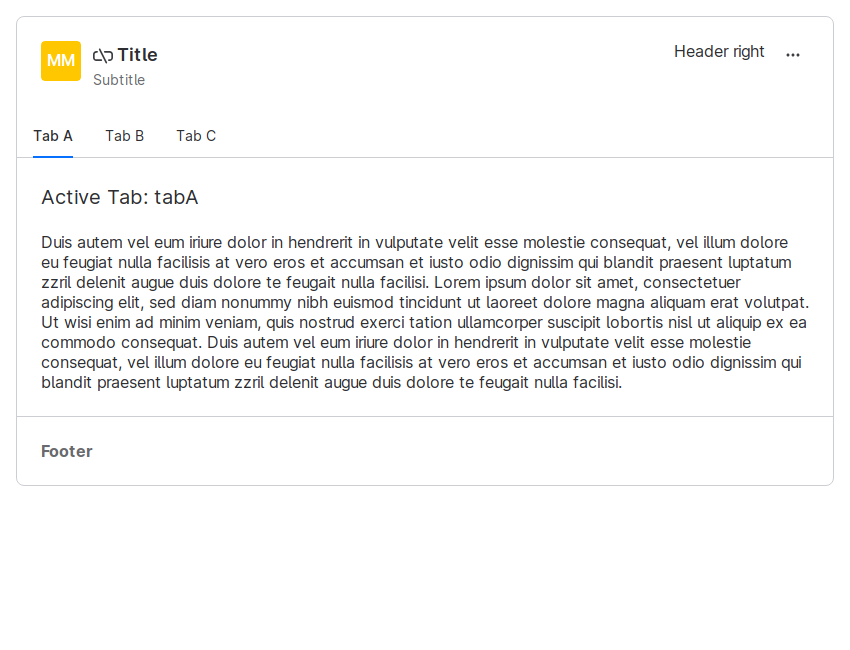 MM
Title
Subtitle
Header right
Tab A
Tab B
Tab C
Active Tab: tabA
Duis autem vel eum iriure dolor in hendrerit in vulputate velit esse molestie consequat, vel illum dolore
eu feugiat nulla facilisis at vero eros et accumsan et iusto odio dignissim qui blandit praesent luptatum
zzril delenit augue duis dolore te feugait nulla facilisi. Lorem ipsum dolor sit amet, consectetuer
adipiscing elit, sed diam nonummy nibh euismod tincidunt ut laoreet dolore magna aliquam erat volutpat.
Ut wisi enim ad minim veniam, quis nostrud exerci tation ullamcorper suscipit lobortis nisl ut aliquip ex ea
commodo consequat. Duis autem vel eum iriure dolor in hendrerit in vulputate velit esse molestie
consequat, vel illum dolore eu feugiat nulla facilisis at vero eros et accumsan et iusto odio dignissim qui
blandit praesent luptatum zzril delenit augue duis dolore te feugait nulla facilisi.
Footer